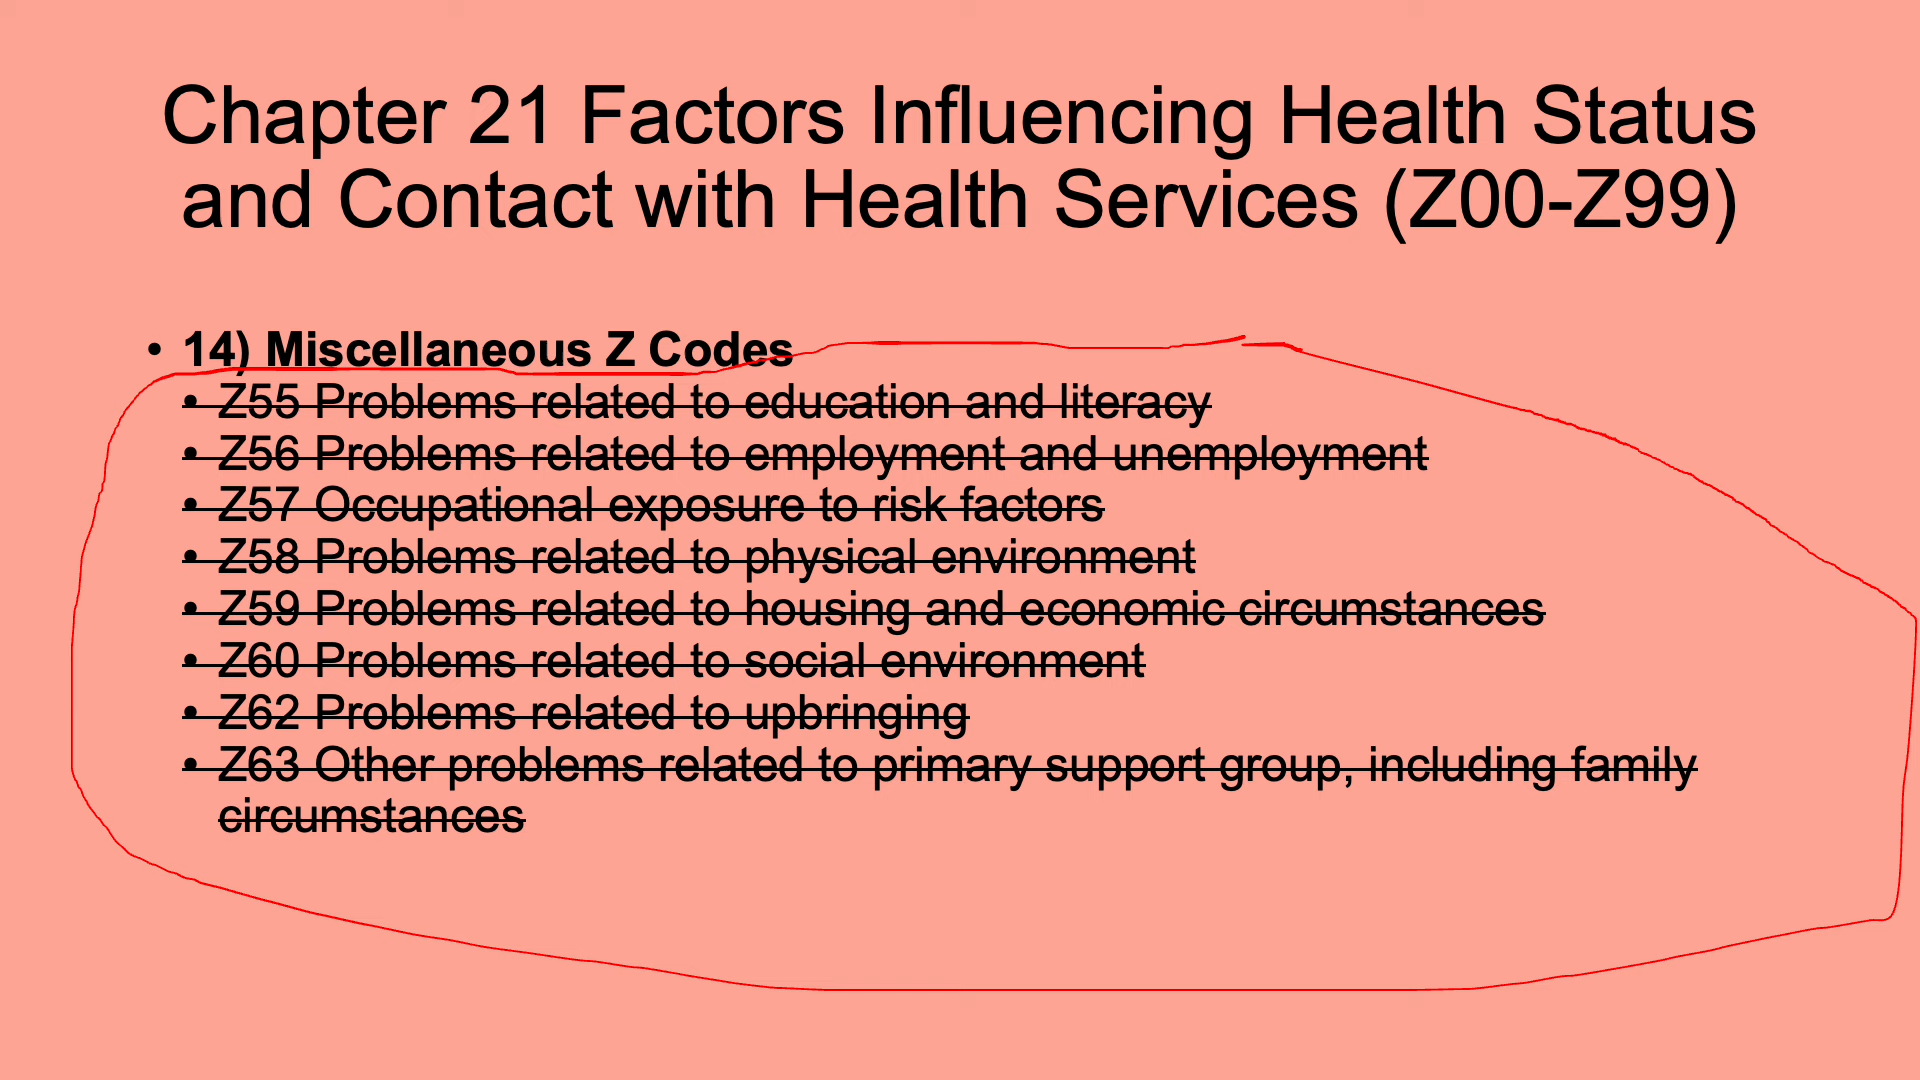 Chapter 21 Factors Influencing Health Status
and Contact with Health Services (Z00-Z99)
• 14) Miscellaneous Z Codes
• Z55 Problems related to education and literacy
• Z56 Problems related to employment and unemployment
• Z57 Occupational exposure to risk factors
• Z58 Problems related to physical environment
• Z59 Problems related to housing and economic circumstances
• Z60 Problems related to social environment
• Z62 Problems related to upbringing
• Z63 Other problems related to primary support group, including family
circumstances